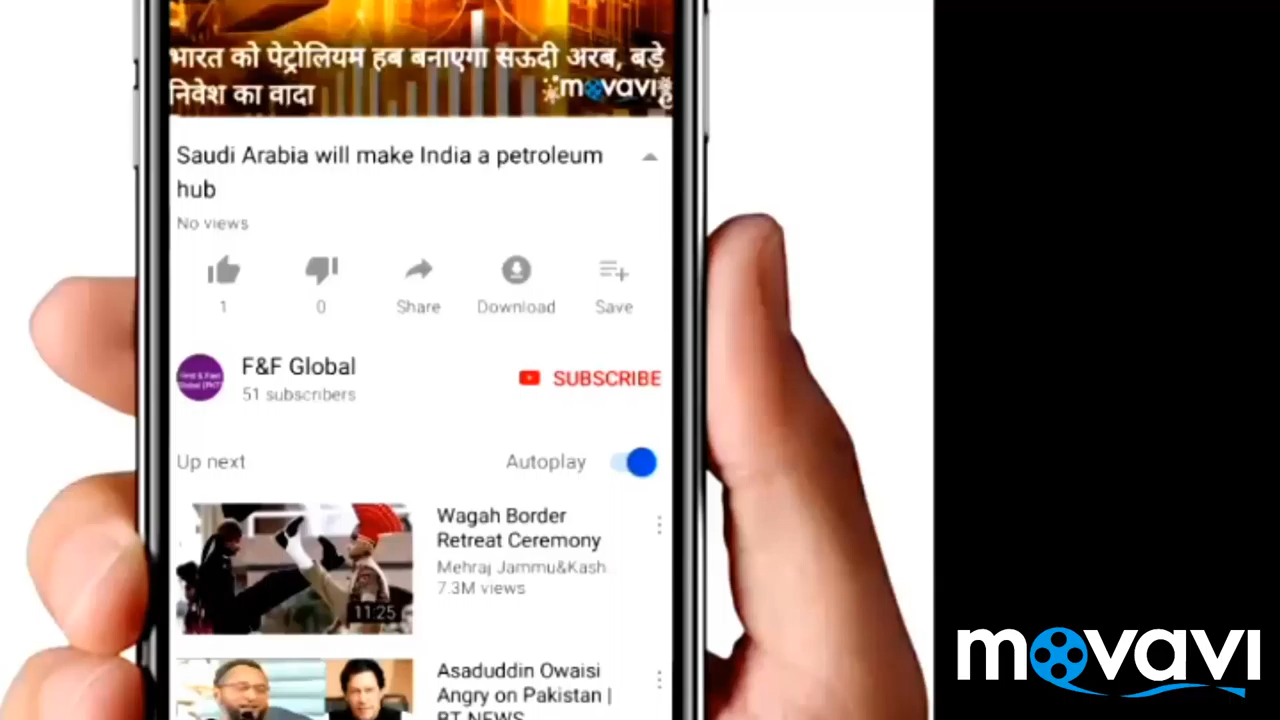 भारत को पेट्रोलियम हब बनाएगा सऊदी अरब, बड़े
निवेश का वादा
movavi
Saudi Arabia will make India a petroleum
hub
No views
1
0
Share
Download
Save
F&F Global
51 subscribers
SUBSCRIBE
Up next
Autoplay
Wagah Border
Retreat Ceremony
Mehraj Jammu&Kash
7.3M views
11:25
Asaduddin Owaisi
Angry on Pakistan |
BT NEWS
movavi